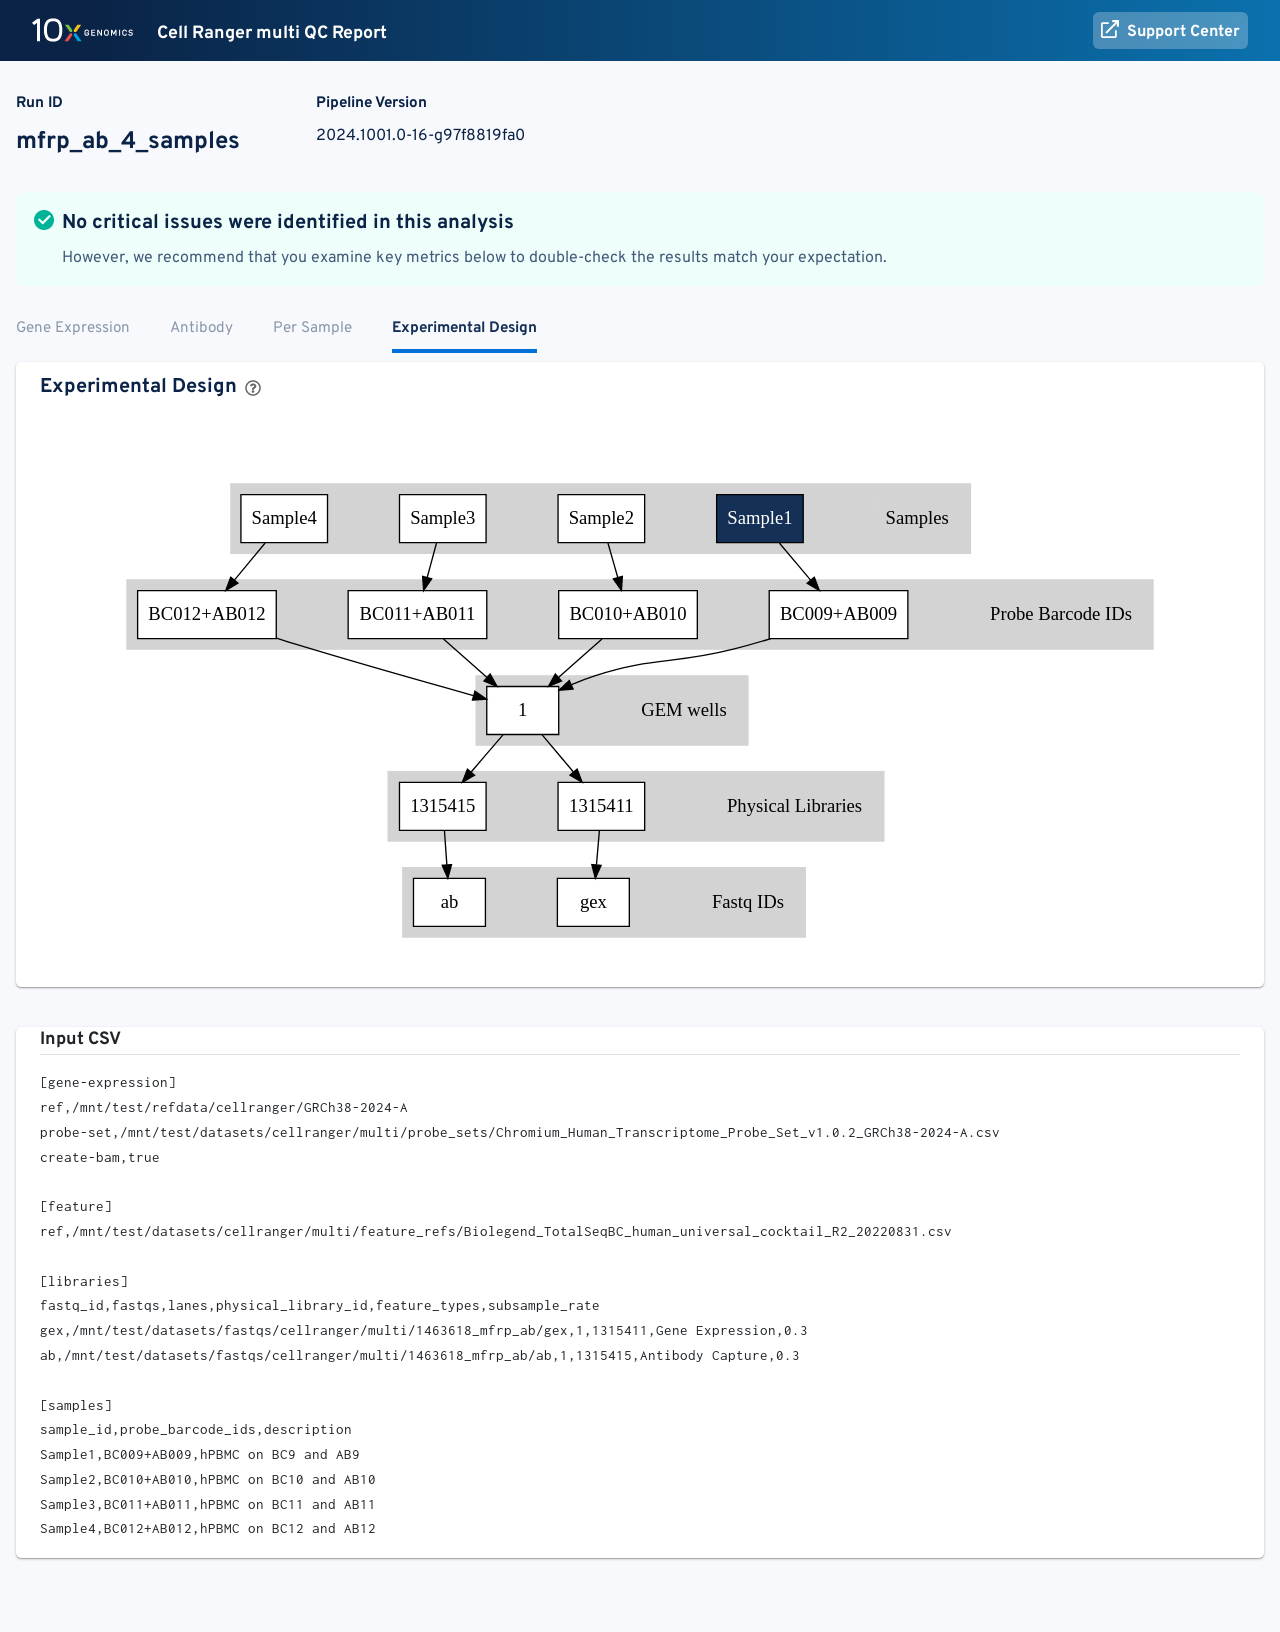 10x GENOMICS Cell Ranger multi QC Report Support Center
Run ID Pipeline Version
mfrp_ab_4_samples 2024.1001.0-16-g97f8819fa0
No critical issues were identified in this analysis
However, we recommend that you examine key metrics below to double-check the results match your expectation.
Gene Expression Antibody Per Sample Experimental Design
Experimental Design ?
Sample4 Sample3 Sample2 Sample1 Samples
BC012+AB012 BC011+AB011 BC010+AB010 BC009+AB009 Probe Barcode IDs
1 GEM wells
1315415 1315411 Physical Libraries
ab gex Fastq IDs
Input CSV
[gene-expression]
ref,/mnt/test/refdata/cellranger/GRCh38-2024-A
probe-set,/mnt/test/datasets/cellranger/multi/probe_sets/Chromium_Human_Transcriptome_Probe_Set_v1.0.2_GRCh38-2024-A.csv
create-bam,true
[feature]
ref,/mnt/test/datasets/cellranger/multi/feature_refs/Biolegend_TotalSeqBC_human_universal_cocktail_R2_20220831.csv
[libraries]
fastq_id,fastqs,lanes,physical_library_id,feature_types,subsample_rate
gex,/mnt/test/datasets/fastqs/cellranger/multi/1463618_mfrp_ab/gex,1,1315411,Gene Expression,0.3
ab,/mnt/test/datasets/fastqs/cellranger/multi/1463618_mfrp_ab/ab,1,1315415,Antibody Capture,0.3
[samples]
sample_id,probe_barcode_ids,description
Sample1,BC009+AB009,hPBMC on BC9 and AB9
Sample2,BC010+AB010,hPBMC on BC10 and AB10
Sample3,BC011+AB011,hPBMC on BC11 and AB11
Sample4,BC012+AB012,hPBMC on BC12 and AB12